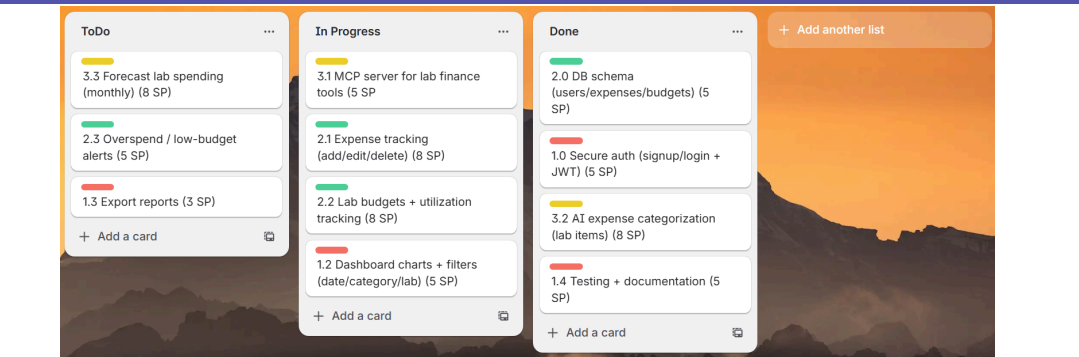 ToDo
3.3 Forecast lab spending
(monthly) (8 SP)
2.3 Overspend / low-budget
alerts (5 SP)
1.3 Export reports (3 SP)
+ Add a card
In Progress
3.1 MCP server for lab finance
tools (5 SP
2.1 Expense tracking
(add/edit/delete) (8 SP)
2.2 Lab budgets + utilization
tracking (8 SP)
1.2 Dashboard charts + filters
(date/category/lab) (5 SP)
+ Add a card
Done
2.0 DB schema
(users/expenses/budgets) (5
SP)
1.0 Secure auth (signup/login +
JWT) (5 SP)
3.2 AI expense categorization
(lab items) (8 SP)
1.4 Testing + documentation (5
SP)
+ Add a card
+ Add another list